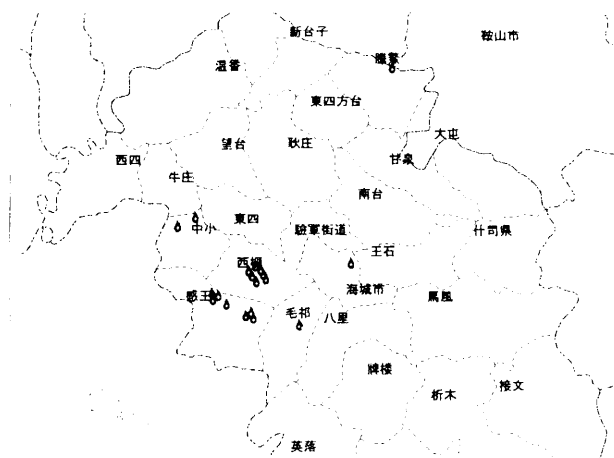 新台子
鞍山市
温香
東四方台
大屯
望台
耿庄
西四
甘泉
牛庄
南台
東四
中小
驗軍街道
王石
什司県
西柳
感王
海城市
馬風
毛祁
八里
牌楼
析木
接文
英落